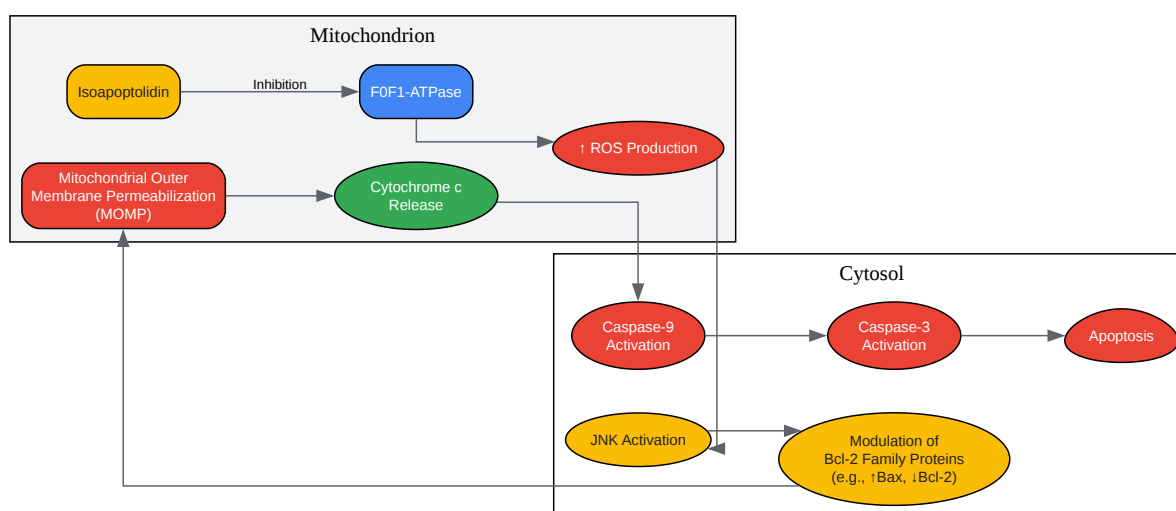 Mitochondrion
Isoapoptolidin
Inhibition
F0F1-ATPase
↑ ROS Production
Mitochondrial Outer
Membrane Permeabilization
(MOMP)
Cytochrome c
Release
Cytosol
Caspase-9
Activation
Caspase-3
Activation
Apoptosis
JNK Activation
Modulation of
Bcl-2 Family Proteins
(e.g., ↑Bax, ↓Bcl-2)